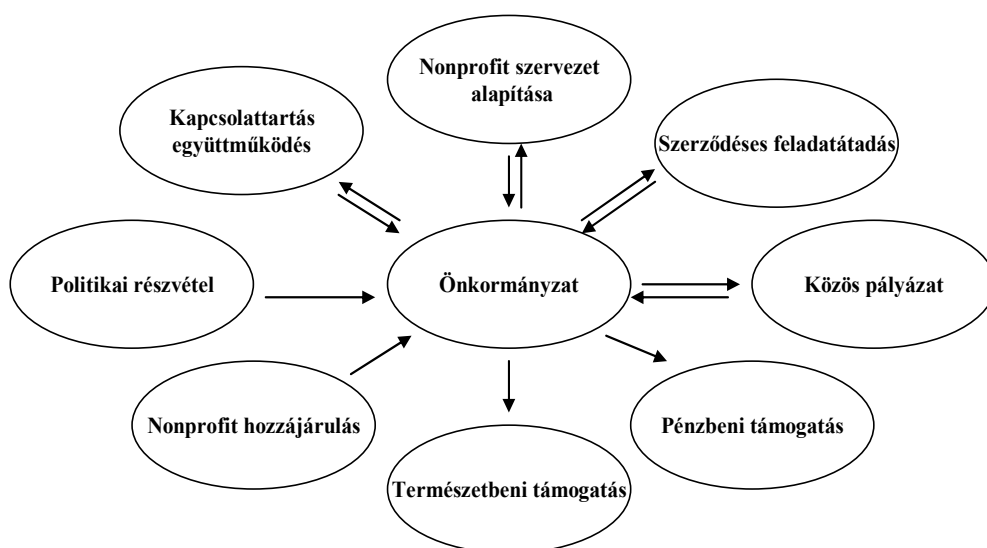 Nonprofit szervezet
alapítása
Kapcsolattartás
együttműködés
Szerződéses feladatátadás
Politikai részvétel
Önkormányzat
Közös pályázat
Nonprofit hozzájárulás
Pénzbeni támogatás
Természetbeni támogatás